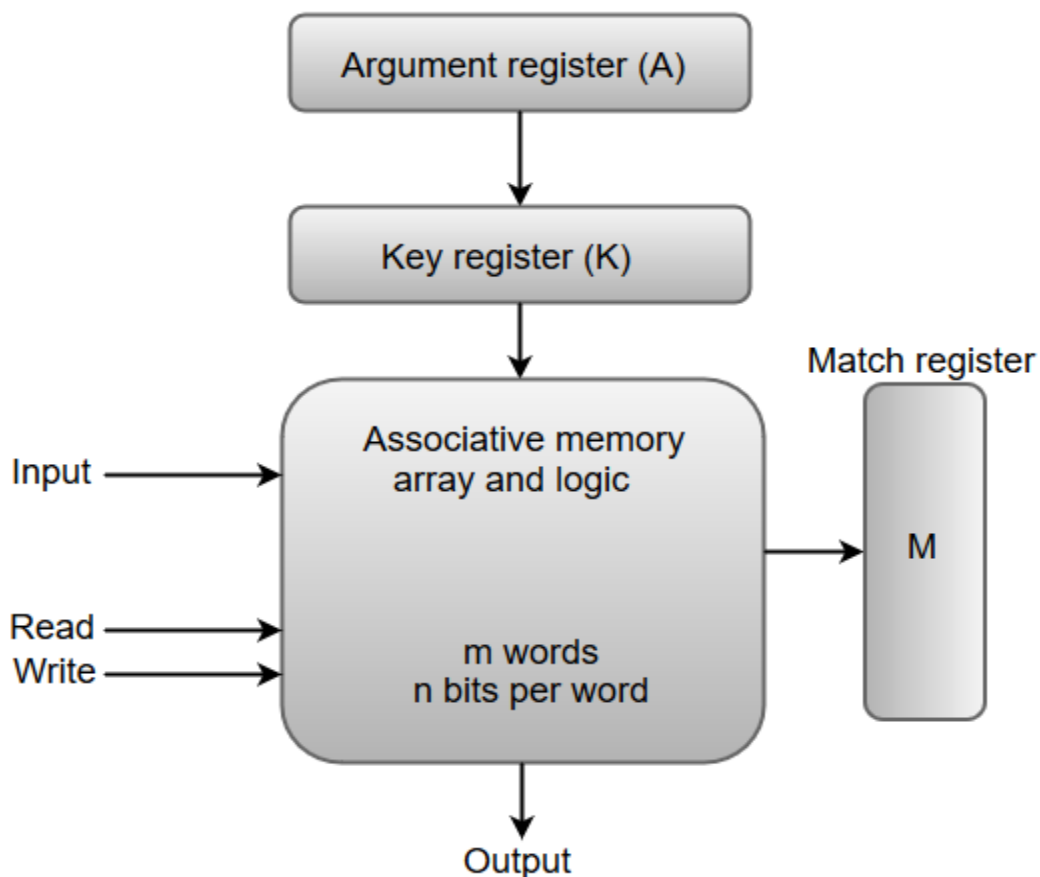 Argument register (A)
Key register (K)
Match register
Associative memory
array and logic
Input
M
Read
Write
m words
n bits per word
Output